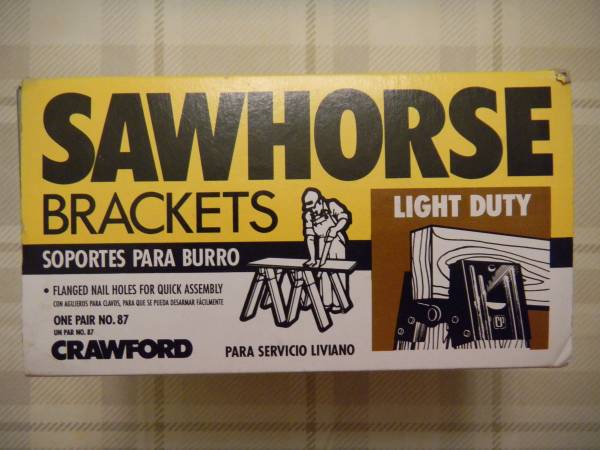 SAWHORSE
BRACKETS
LIGHT DUTY
SOPORTES PARA BURRO
• FLANGED NAIL HOLES FOR QUICK ASSEMBLY
CON AGUJEROS PARA CLAVOS, PARA QUE SE PUEDA DESARMAR FÁCILMENTE
ONE PAIR NO. 87
UN PAR NO. 87
CRAWFORD
PARA SERVICIO LIVIANO